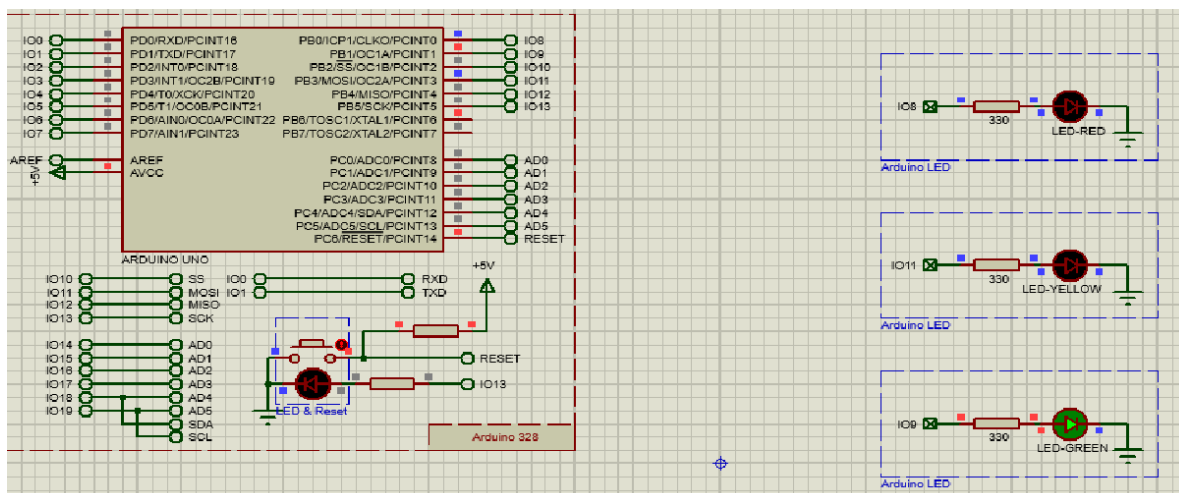 IO0 PD0/RXD/PCINT16 PB0/ICP1/CLKO/PCINT0 IO8
IO1 PD1/TXD/PCINT17 PB1/OC1A/PCINT1 IO9
IO2 PD2/INT0/PCINT18 PB2/SS/OC1B/PCINT2 IO10
IO3 PD3/INT1/OC2B/PCINT19 PB3/MOSI/OC2A/PCINT3 IO11
IO4 PD4/T0/XCK/PCINT20 PB4/MISO/PCINT4 IO12
IO5 PD5/T1/OC0B/PCINT21 PB5/SCK/PCINT5 IO13
IO6 PD6/AIN0/OC0A/PCINT22 PB6/TOSC1/XTAL1/PCINT6
IO7 PD7/AIN1/PCINT23 PB7/TOSC2/XTAL2/PCINT7
AREF AREF PC0/ADC0/PCINT8 AD0
+5V AVCC PC1/ADC1/PCINT9 AD1
PC2/ADC2/PCINT10 AD2
PC3/ADC3/PCINT11 AD3
PC4/ADC4/SDA/PCINT12 AD4
PC5/ADC5/SCL/PCINT13 AD5
PC6/RESET/PCINT14 RESET
ARDUINO UNO
IO10 SS
IO11 MOSI
IO12 MISO
IO13 SCK
IO0 RXD
IO1 TXD
+5V
IO14 AD0
IO15 AD1
IO16 AD2
IO17 AD3
IO18 AD4
IO19 AD5
SDA
SCL
RESET
IO13
LED & Reset
Arduino 328
IO8
330
LED-RED
Arduino LED
IO11
330
LED-YELLOW
Arduino LED
IO9
330
LED-GREEN
Arduino LED